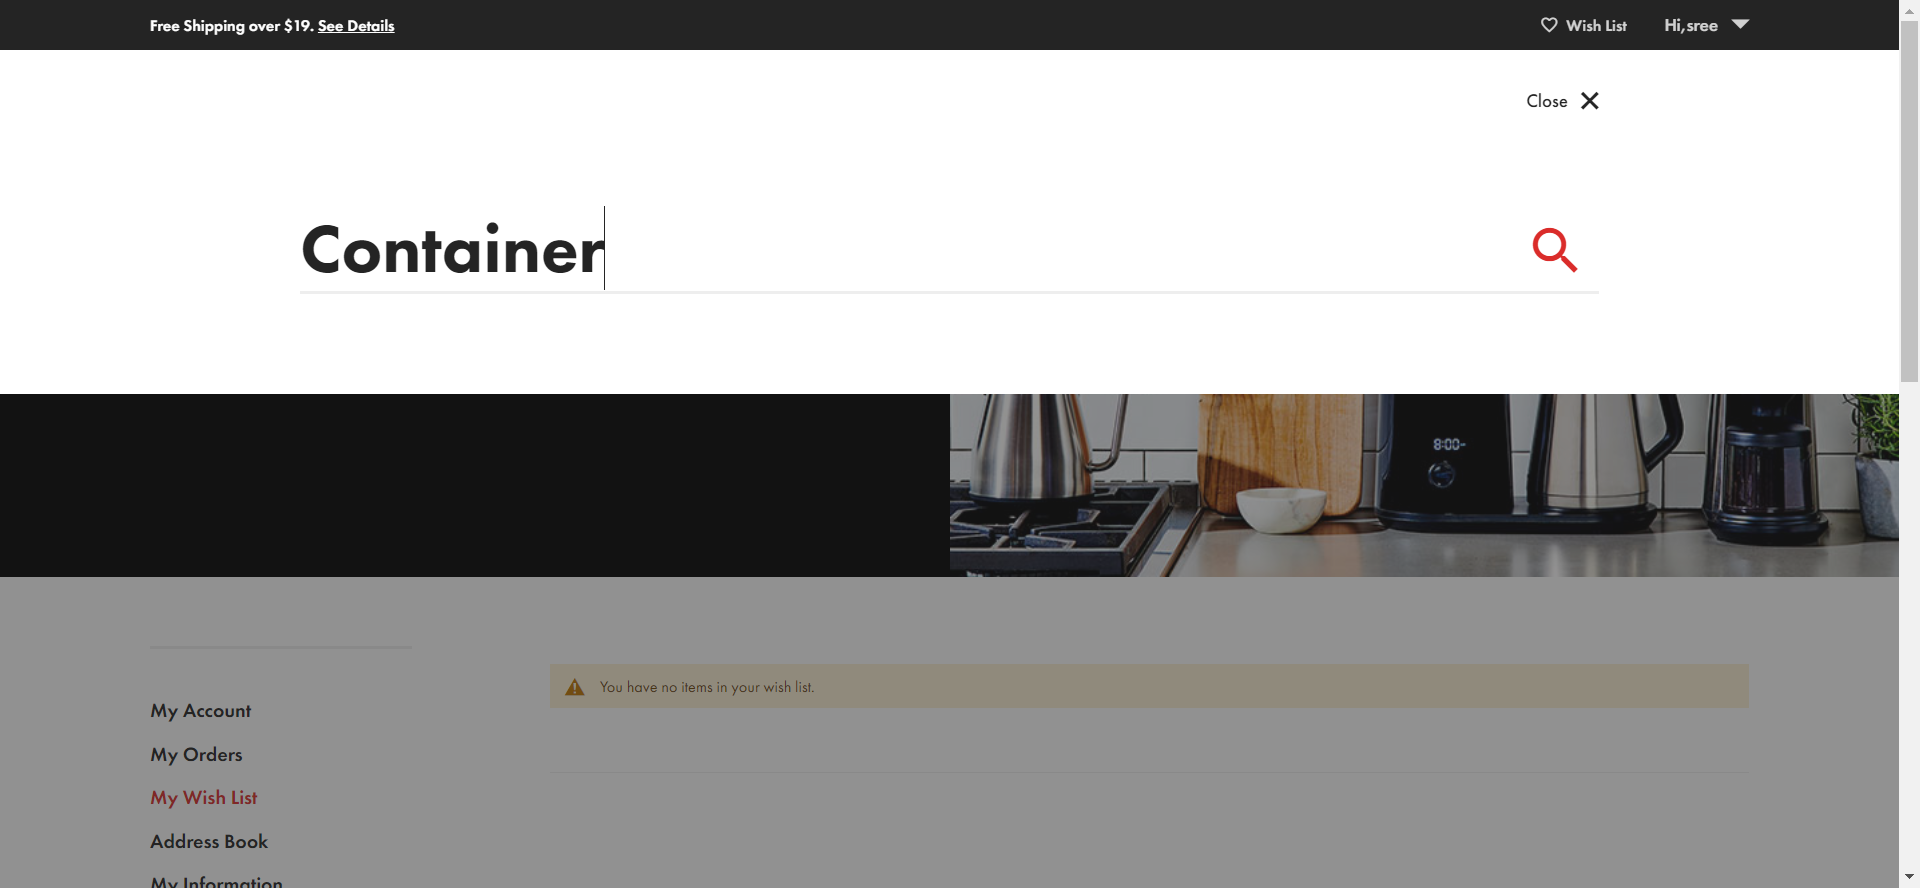 Free Shipping over $19. See Details
Wish List
Hi,sree
Close
Container
8:00
You have no items in your wish list.
My Account
My Orders
My Wish List
Address Book
My Information